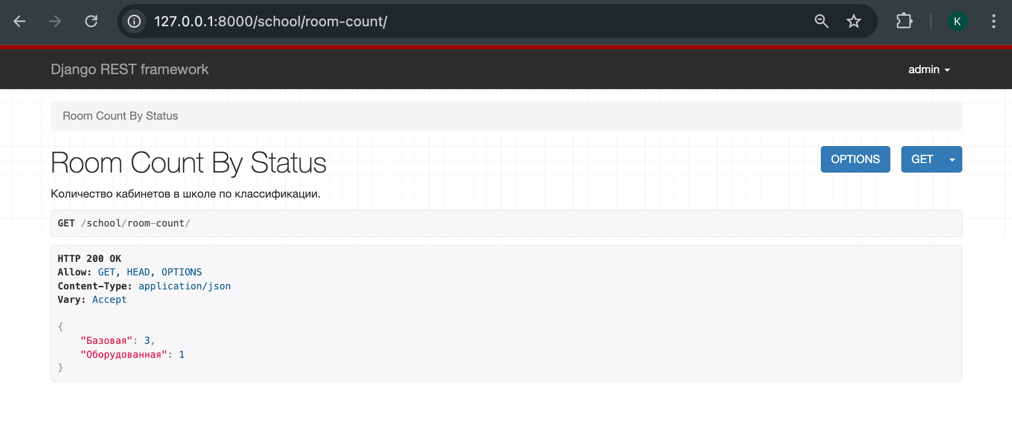 127.0.0.1:8000/school/room-count/
K
Django REST framework
admin
Room Count By Status
Room Count By Status
OPTIONS
GET
Количество кабинетов в школе по классификации.
GET /school/room-count/
HTTP 200 OK
Allow: GET, HEAD, OPTIONS
Content-Type: application/json
Vary: Accept
{
"Базовая": 3,
"Оборудованная": 1
}